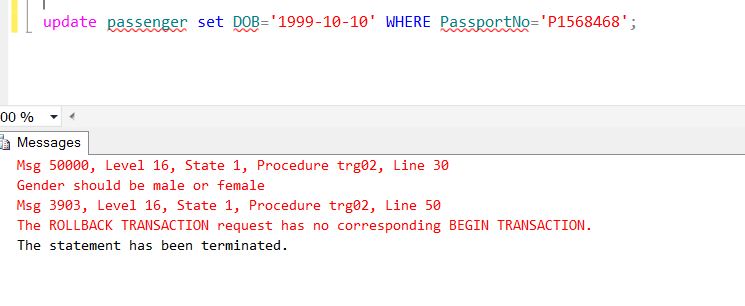 update passenger set DOB='1999-10-10' WHERE PassportNo='P1568468';
00 %
Messages
Msg 50000, Level 16, State 1, Procedure trg02, Line 30
Gender should be male or female
Msg 3903, Level 16, State 1, Procedure trg02, Line 50
The ROLLBACK TRANSACTION request has no corresponding BEGIN TRANSACTION.
The statement has been terminated.